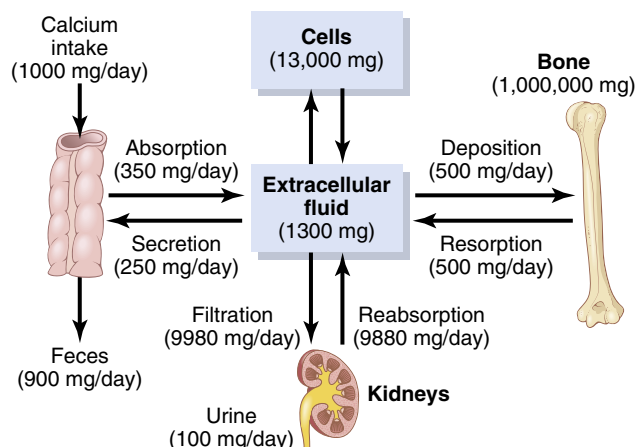 Calcium
intake
(1000 mg/day)
Cells
(13,000 mg)
Bone
(1,000,000 mg)
Absorption
(350 mg/day)
Deposition
(500 mg/day)
Extracellular
fluid
(1300 mg)
Secretion
(250 mg/day)
Resorption
(500 mg/day)
Filtration
(9980 mg/day)
Reabsorption
(9880 mg/day)
Feces
(900 mg/day)
Kidneys
Urine
(100 mg/day)